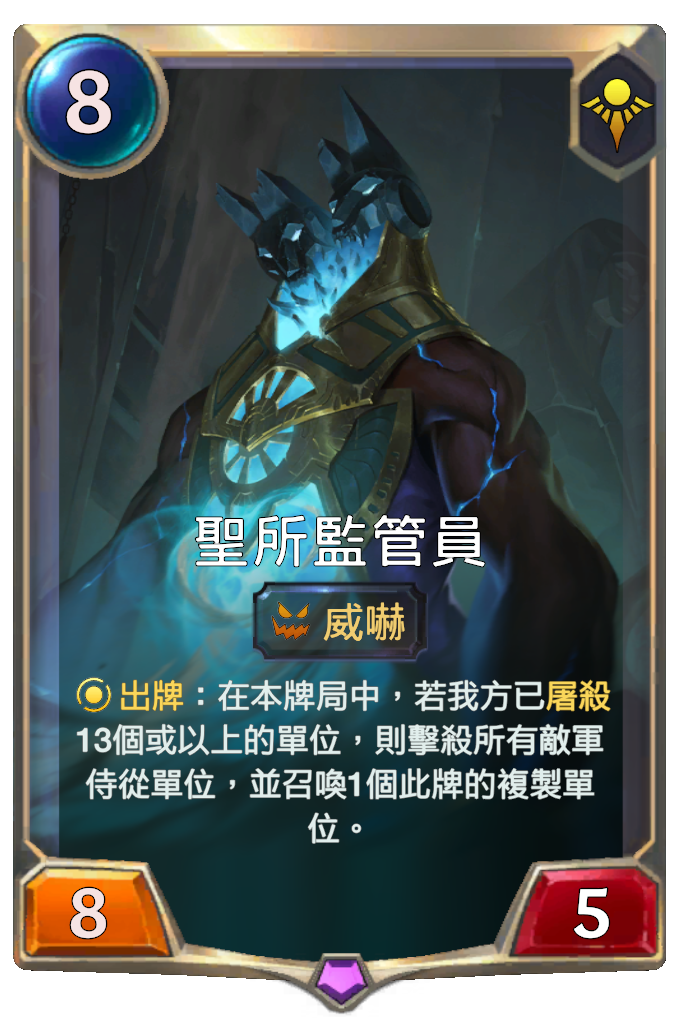 8
聖所監管員
威嚇
出牌：在本牌局中，若我方已屠殺
13個或以上的單位，則擊殺所有敵軍
侍從單位，並召喚1個此牌的複製單
位。
8
5